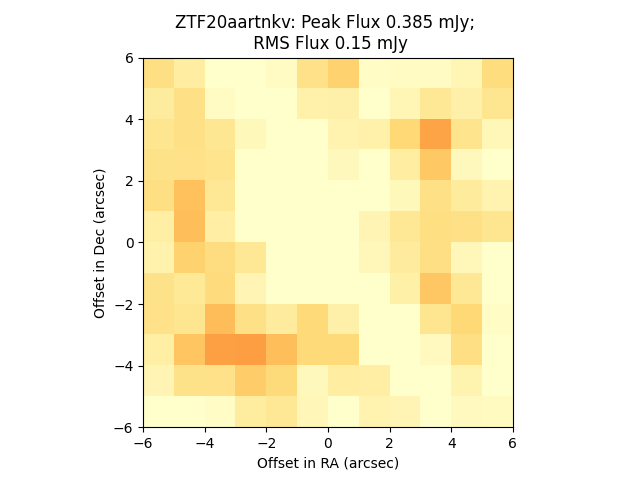 ZTF20aartnkv: Peak Flux 0.385 mJy;
RMS Flux 0.15 mJy
6
4
2
0
−2
−4
−6
Offset in Dec (arcsec)
−6 −4 −2 0 2 4 6
Offset in RA (arcsec)